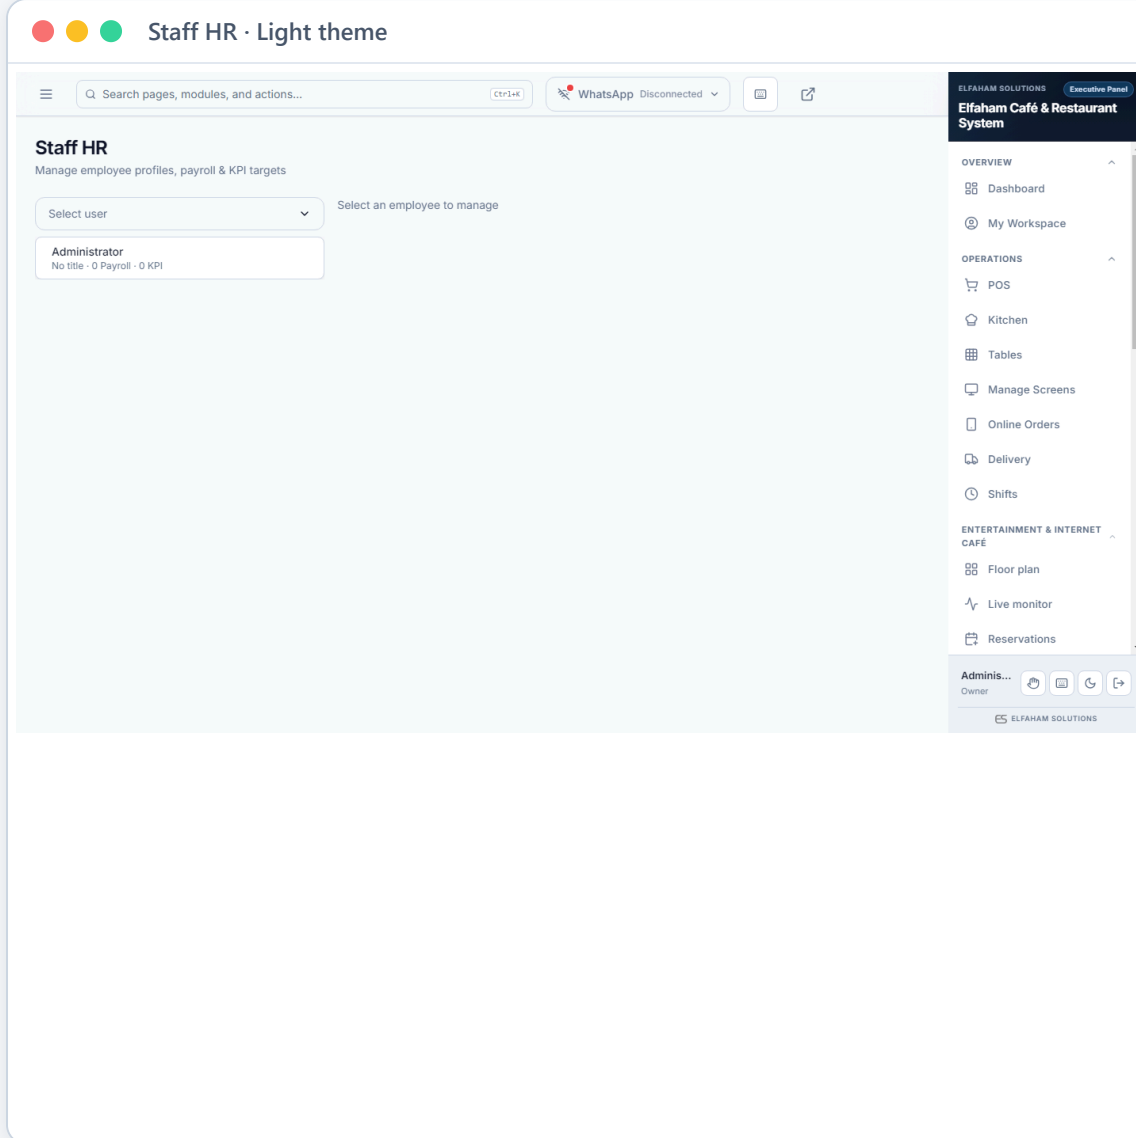 Staff HR · Light theme
Search pages, modules, and actions...
Ctrl+K
WhatsApp Disconnected
Staff HR
Manage employee profiles, payroll & KPI targets
Select user
Select an employee to manage
Administrator
No title · 0 Payroll · 0 KPI
ELFAHAM SOLUTIONS
Executive Panel
Elfaham Café & Restaurant
System
OVERVIEW
Dashboard
My Workspace
OPERATIONS
POS
Kitchen
Tables
Manage Screens
Online Orders
Delivery
Shifts
ENTERTAINMENT & INTERNET
CAFÉ
Floor plan
Live monitor
Reservations
Adminis...
Owner
ES ELFAHAM SOLUTIONS